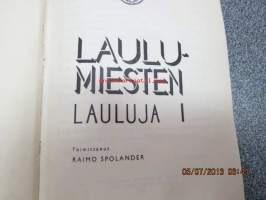 LAULU-
MIESTEN
LAULUJA I
Toimittanut
RAIMO SPOLANDER